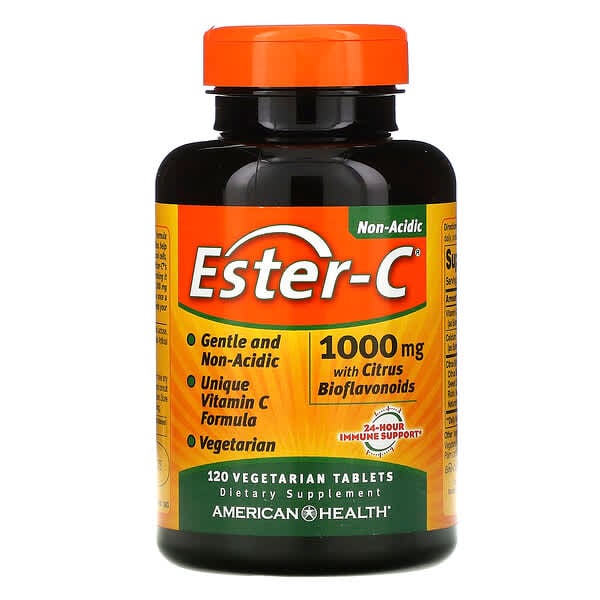 Non-Acidic
Ester-C®
Gentle and
Non-Acidic
Unique
Vitamin C
Formula
Vegetarian
1000 mg
with Citrus
Bioflavonoids
24-HOUR
IMMUNE SUPPORT*
120 VEGETARIAN TABLETS
Dietary Supplement
AMERICAN HEALTH®